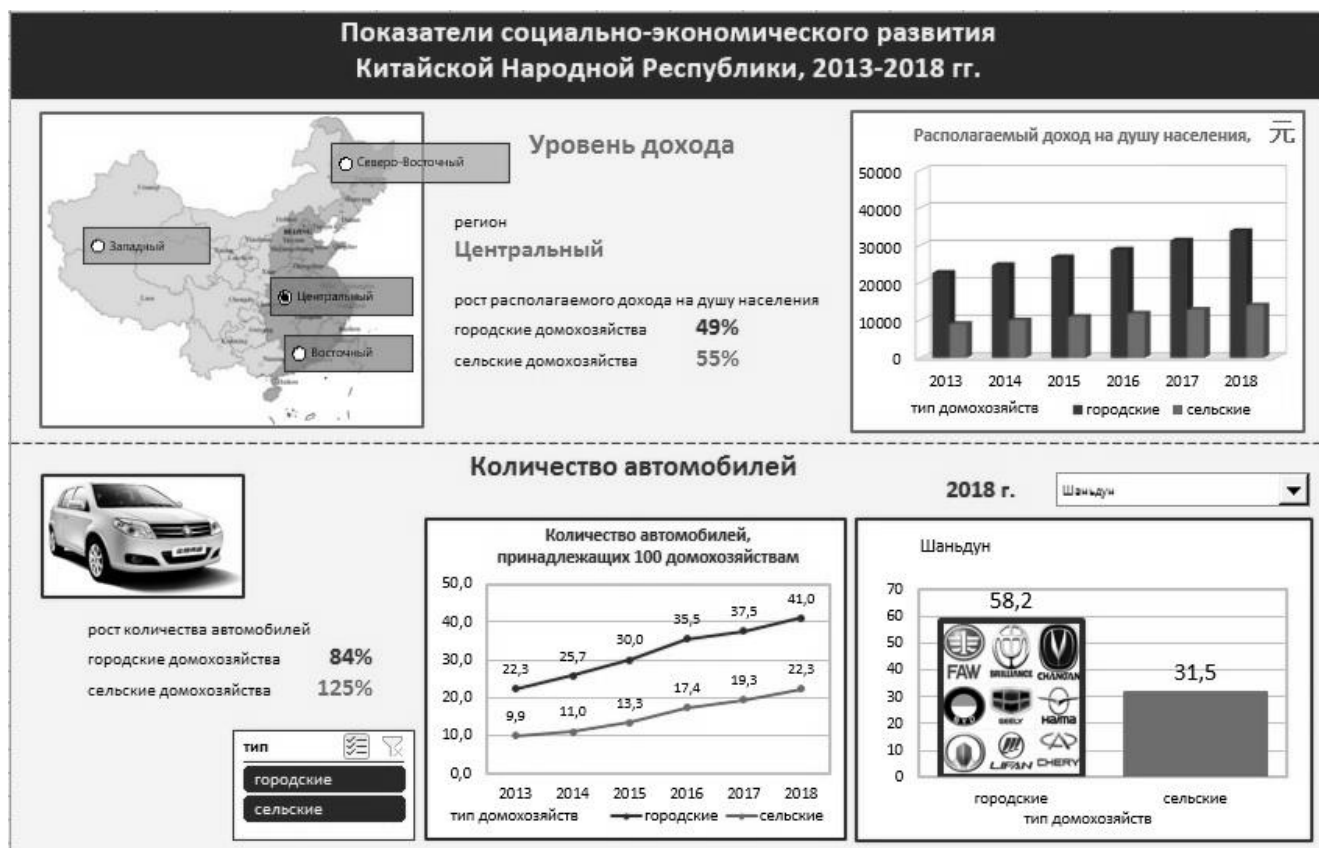 Показатели социально-экономического развития
Китайской Народной Республики, 2013-2018 гг.
Северо-Восточный
Западный
Центральный
Восточный
Уровень дохода
регион
Центральный
рост располагаемого дохода на душу населения
городские домохозяйства 49%
сельские домохозяйства 55%
Располагаемый доход на душу населения, 元
50000
40000
30000
20000
10000
0
2013 2014 2015 2016 2017 2018
тип домохозяйств городские сельские
Количество автомобилей
рост количества автомобилей
городские домохозяйства 84%
сельские домохозяйства 125%
тип
городские
сельские
Количество автомобилей,
принадлежащих 100 домохозяйствам
50,0
40,0
30,0
20,0
10,0
0,0
22,3 25,7 30,0 35,5 37,5 41,0
9,9 11,0 13,3 17,4 19,3 22,3
2013 2014 2015 2016 2017 2018
тип домохозяйств городские сельские
2018 г. Шаньдун
Шаньдун
70
60
50
40
30
20
10
0
58,2
31,5
FAW BRILLIANCE CHANGAN
BYD GEELY Haima
LIFAN CHERY
городские сельские
тип домохозяйств